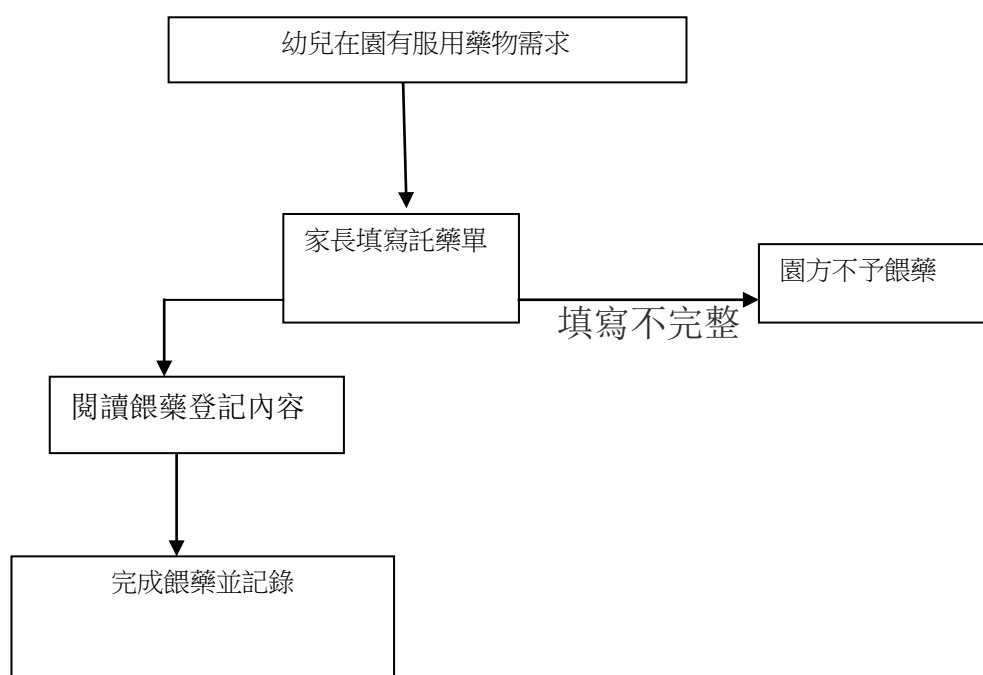 幼兒在園有服用藥物需求
家長填寫託藥單
園方不予餵藥
填寫不完整
閱讀餵藥登記內容
完成餵藥並記錄